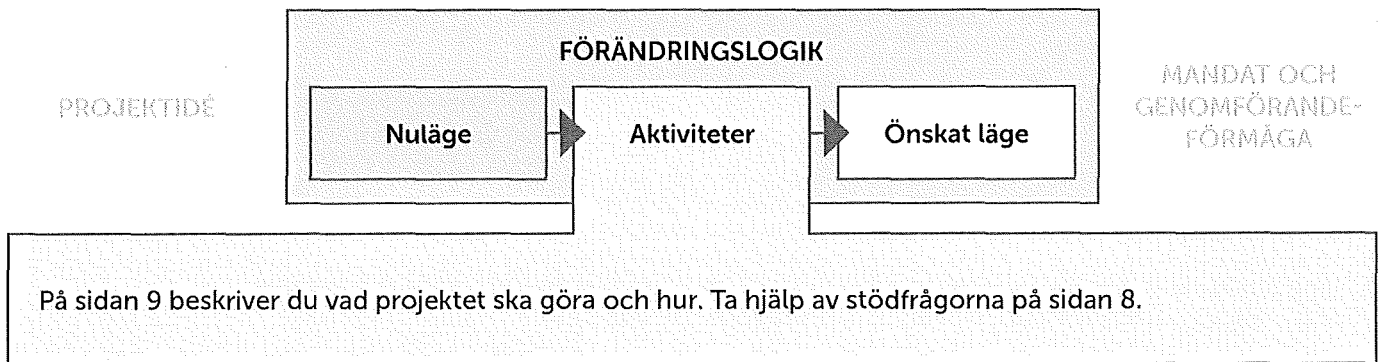 FÖRÄNDRINGSLOGIK
PROJEKTIDÉ
Nuläge
Aktiviteter
Önskat läge
MANDAT OCH
GENOMFÖRANDE-
FÖRMÅGA
På sidan 9 beskriver du vad projektet ska göra och hur. Ta hjälp av stödfrågorna på sidan 8.